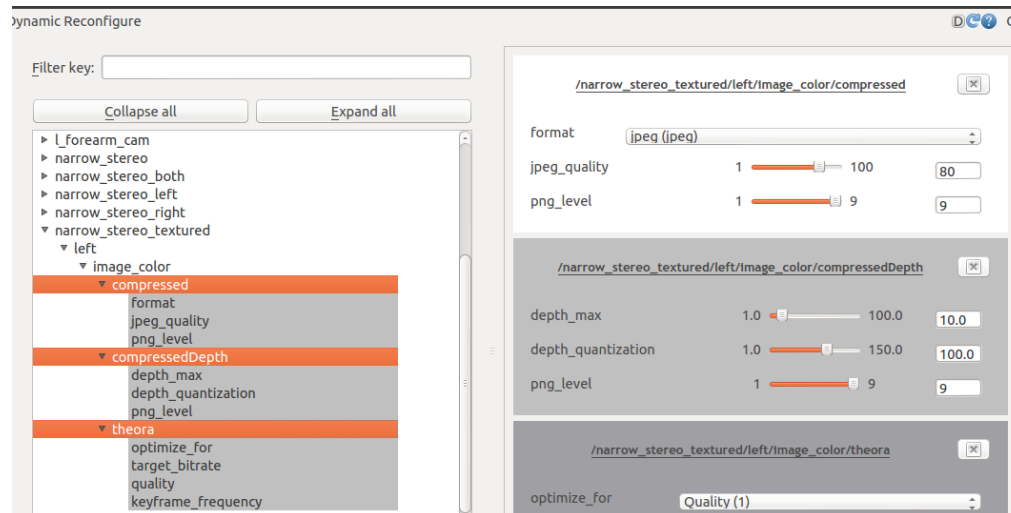 Dynamic Reconfigure
D
Filter key:
Collapse all
Expand all
l_forearm_cam
narrow_stereo
narrow_stereo_both
narrow_stereo_left
narrow_stereo_right
narrow_stereo_textured
left
image_color
compressed
format
jpeg_quality
png_level
compressedDepth
depth_max
depth_quantization
png_level
theora
optimize_for
target_bitrate
quality
keyframe_frequency
/narrow_stereo_textured/left/image_color/compressed
format jpeg (jpeg)
jpeg_quality 1 100 80
png_level 1 9 9
/narrow_stereo_textured/left/image_color/compressedDepth
depth_max 1.0 100.0 10.0
depth_quantization 1.0 150.0 100.0
png_level 1 9 9
/narrow_stereo_textured/left/image_color/theora
optimize_for Quality (1)